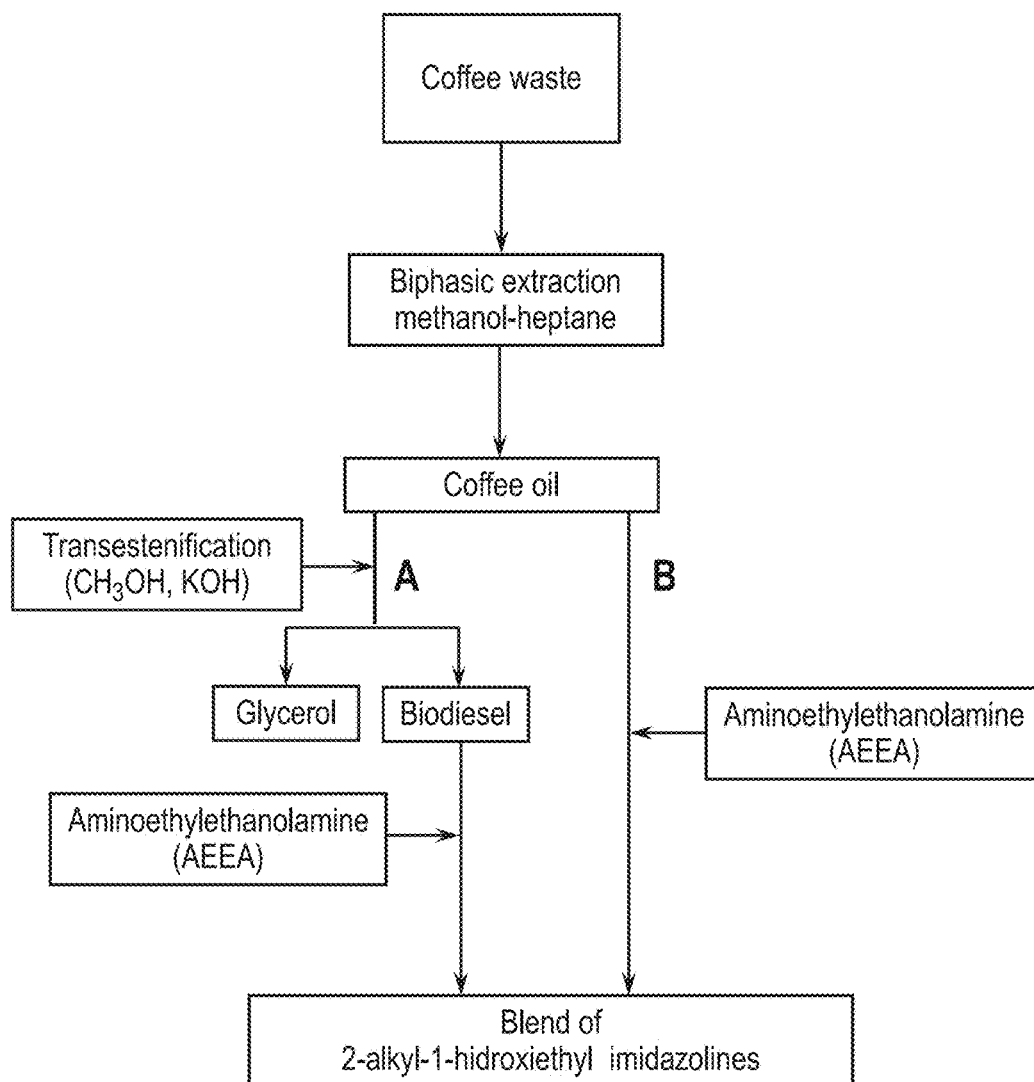 Coffee waste
Biphasic extraction
methanol-heptane
Coffee oil
Transestenification
(CH₃OH, KOH)
A
B
Glycerol
Biodiesel
Aminoethylethanolamine
(AEEA)
Aminoethylethanolamine
(AEEA)
Blend of
2-alkyl-1-hidroxiethyl imidazolines